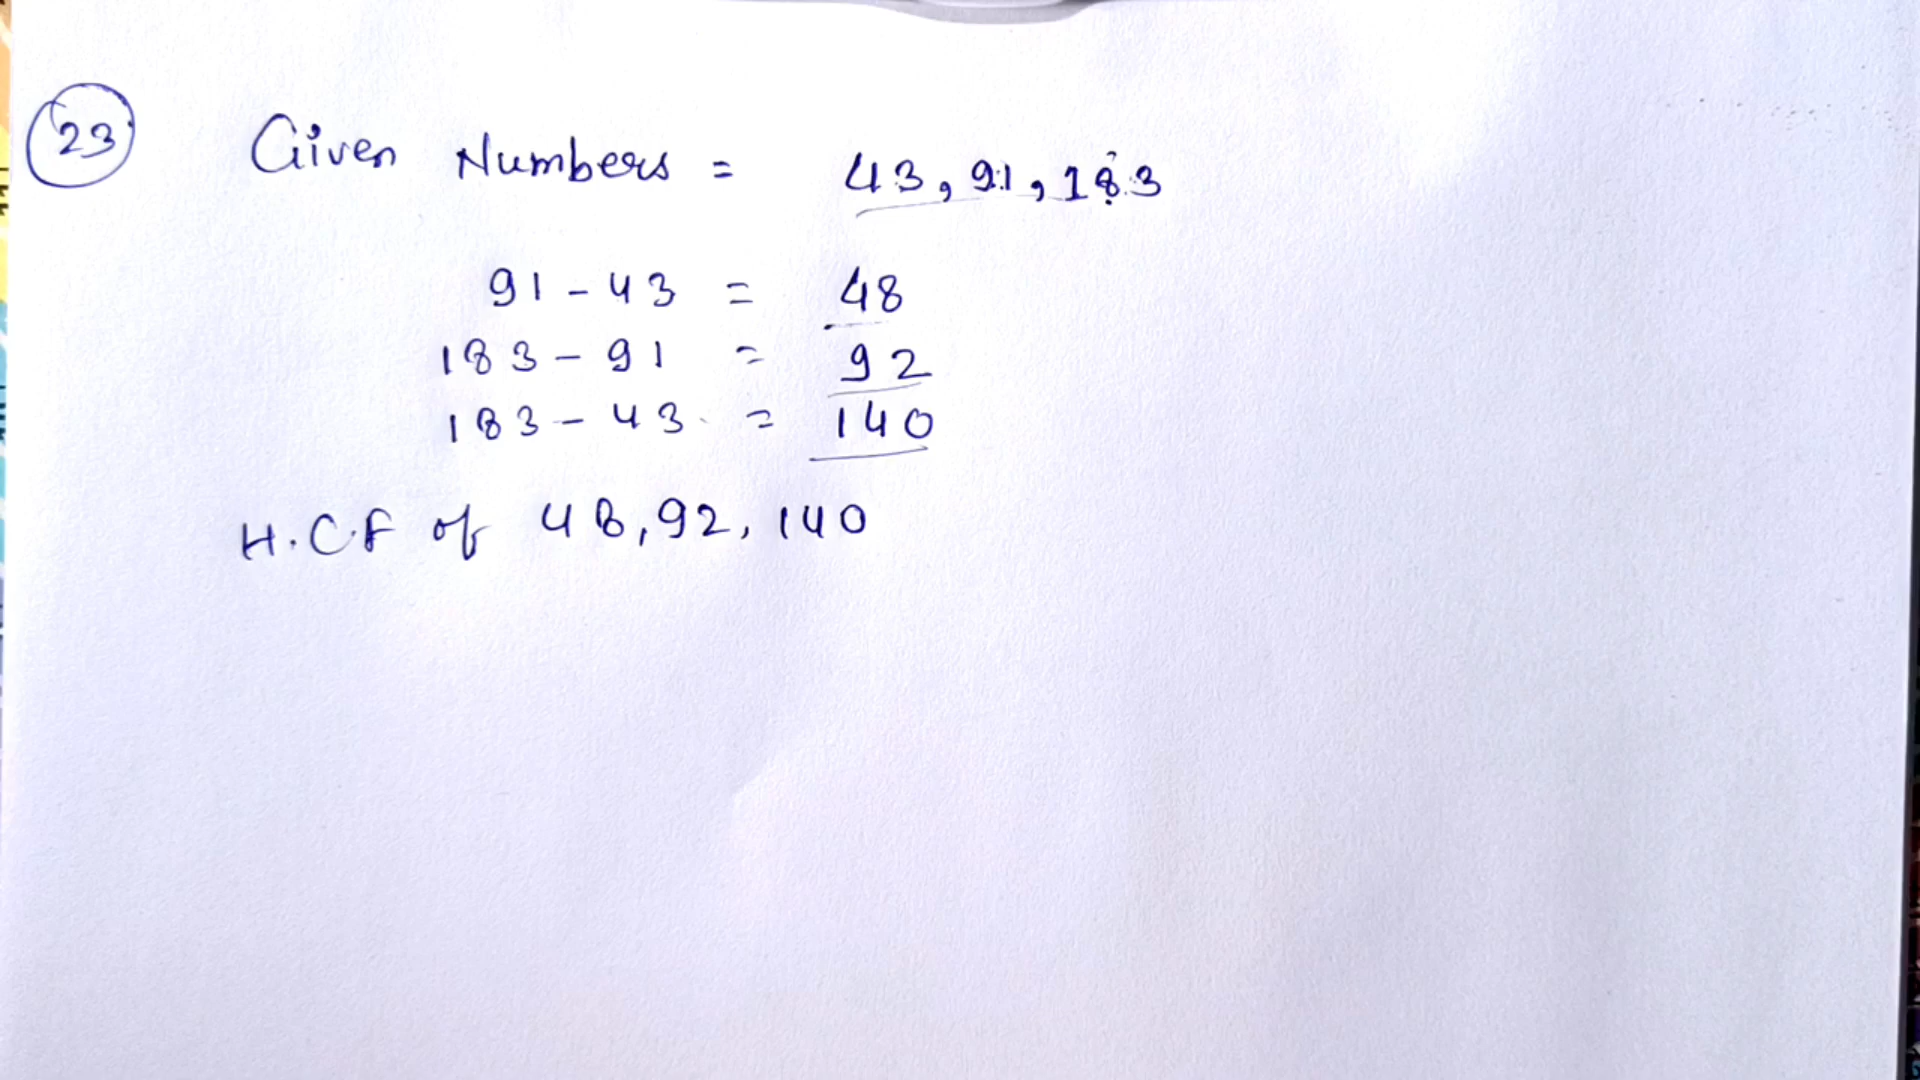 23
Given Numbers = 43, 91, 183
91 - 43 = 48
183 - 91 = 92
183 - 43 = 140
H.C.F of 48, 92, 140